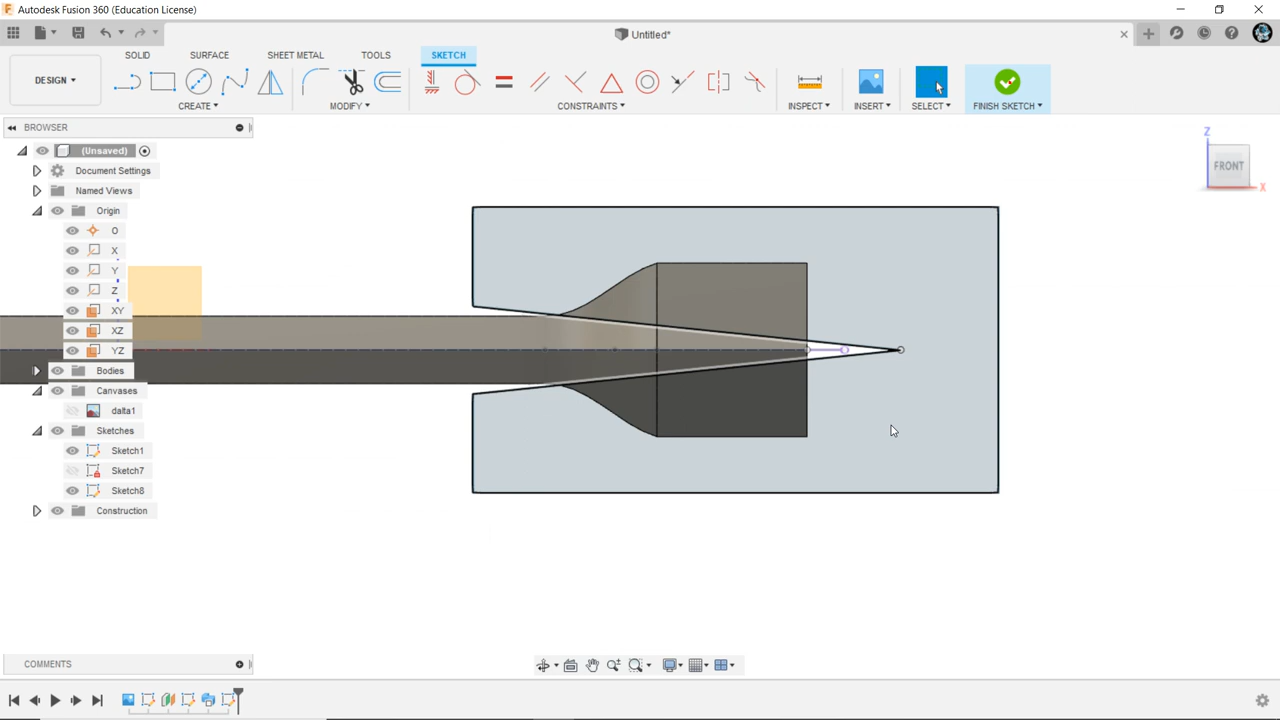 Autodesk Fusion 360 (Education License)
Untitled*
DESIGN
SOLID
SURFACE
SHEET METAL
TOOLS
SKETCH
CREATE
MODIFY
CONSTRAINTS
INSPECT
INSERT
SELECT
FINISH SKETCH
BROWSER
(Unsaved)
Document Settings
Named Views
Origin
O
X
Y
Z
XY
XZ
YZ
Bodies
Canvases
dalta1
Sketches
Sketch1
Sketch7
Sketch8
Construction
Z
FRONT
X
COMMENTS